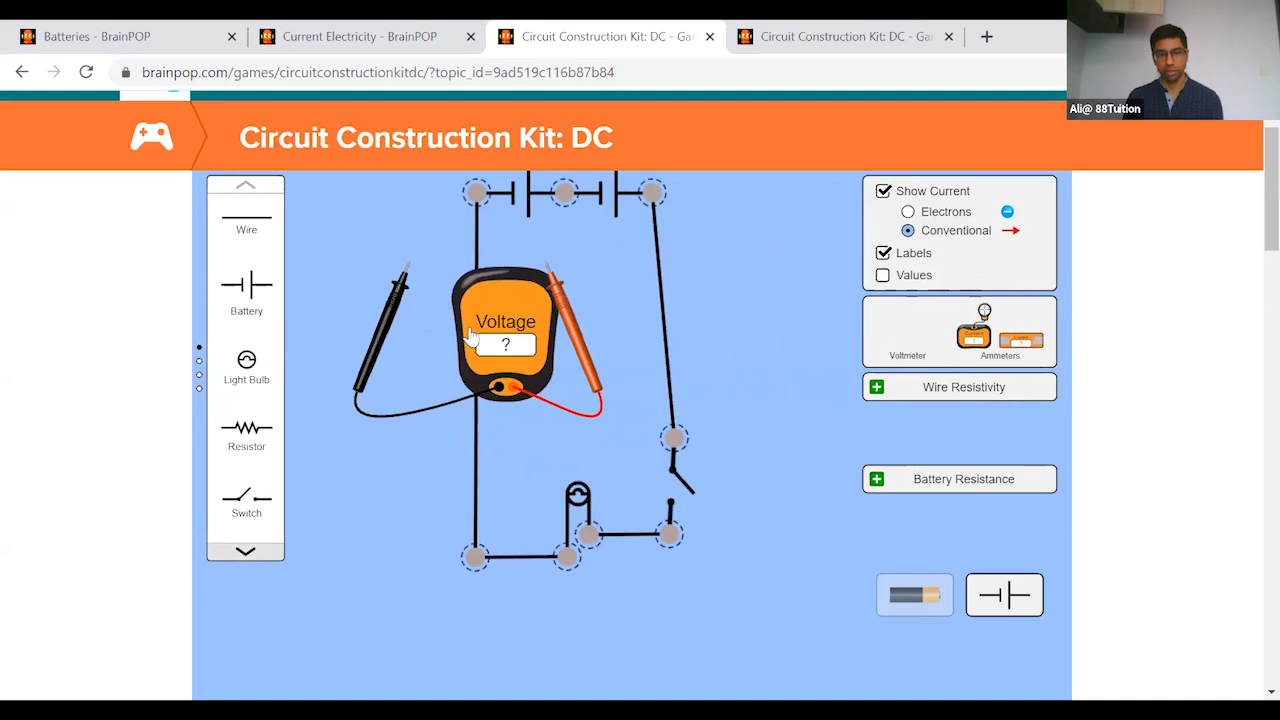 Batteries - BrainPOP
Current Electricity - BrainPOP
Circuit Construction Kit: DC - Gar
Circuit Construction Kit: DC - Gar
brainpop.com/games/circuitconstructionkitdc/?topic_id=9ad519c116b87b84
Ali@ 88Tuition
Circuit Construction Kit: DC
Wire
Battery
Light Bulb
Resistor
Switch
Voltage
?
Show Current
Electrons
Conventional
Labels
Values
Voltmeter
Ammeters
Wire Resistivity
Battery Resistance